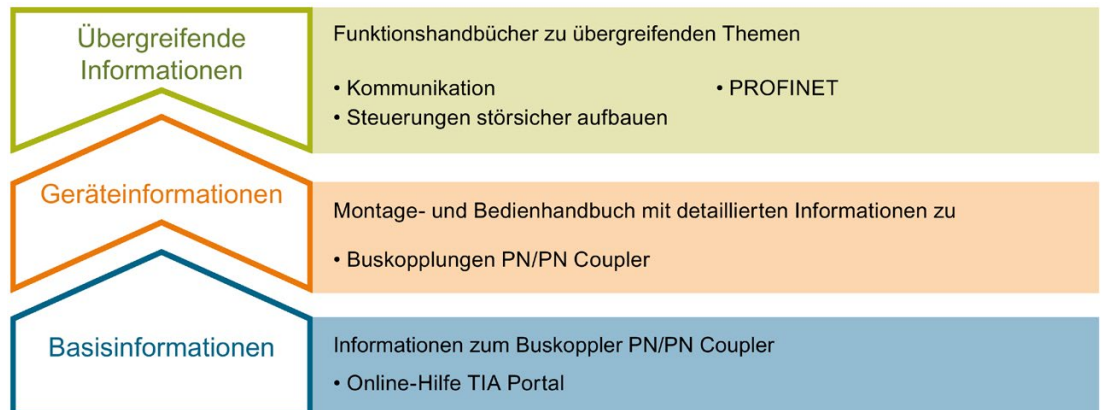 Übergreifende
Informationen
Funktionshandbücher zu übergreifenden Themen
• Kommunikation
• PROFINET
• Steuerungen störsicher aufbauen
Geräteinformationen
Montage- und Bedienhandbuch mit detaillierten Informationen zu
• Buskopplungen PN/PN Coupler
Basisinformationen
Informationen zum Buskoppler PN/PN Coupler
• Online-Hilfe TIA Portal